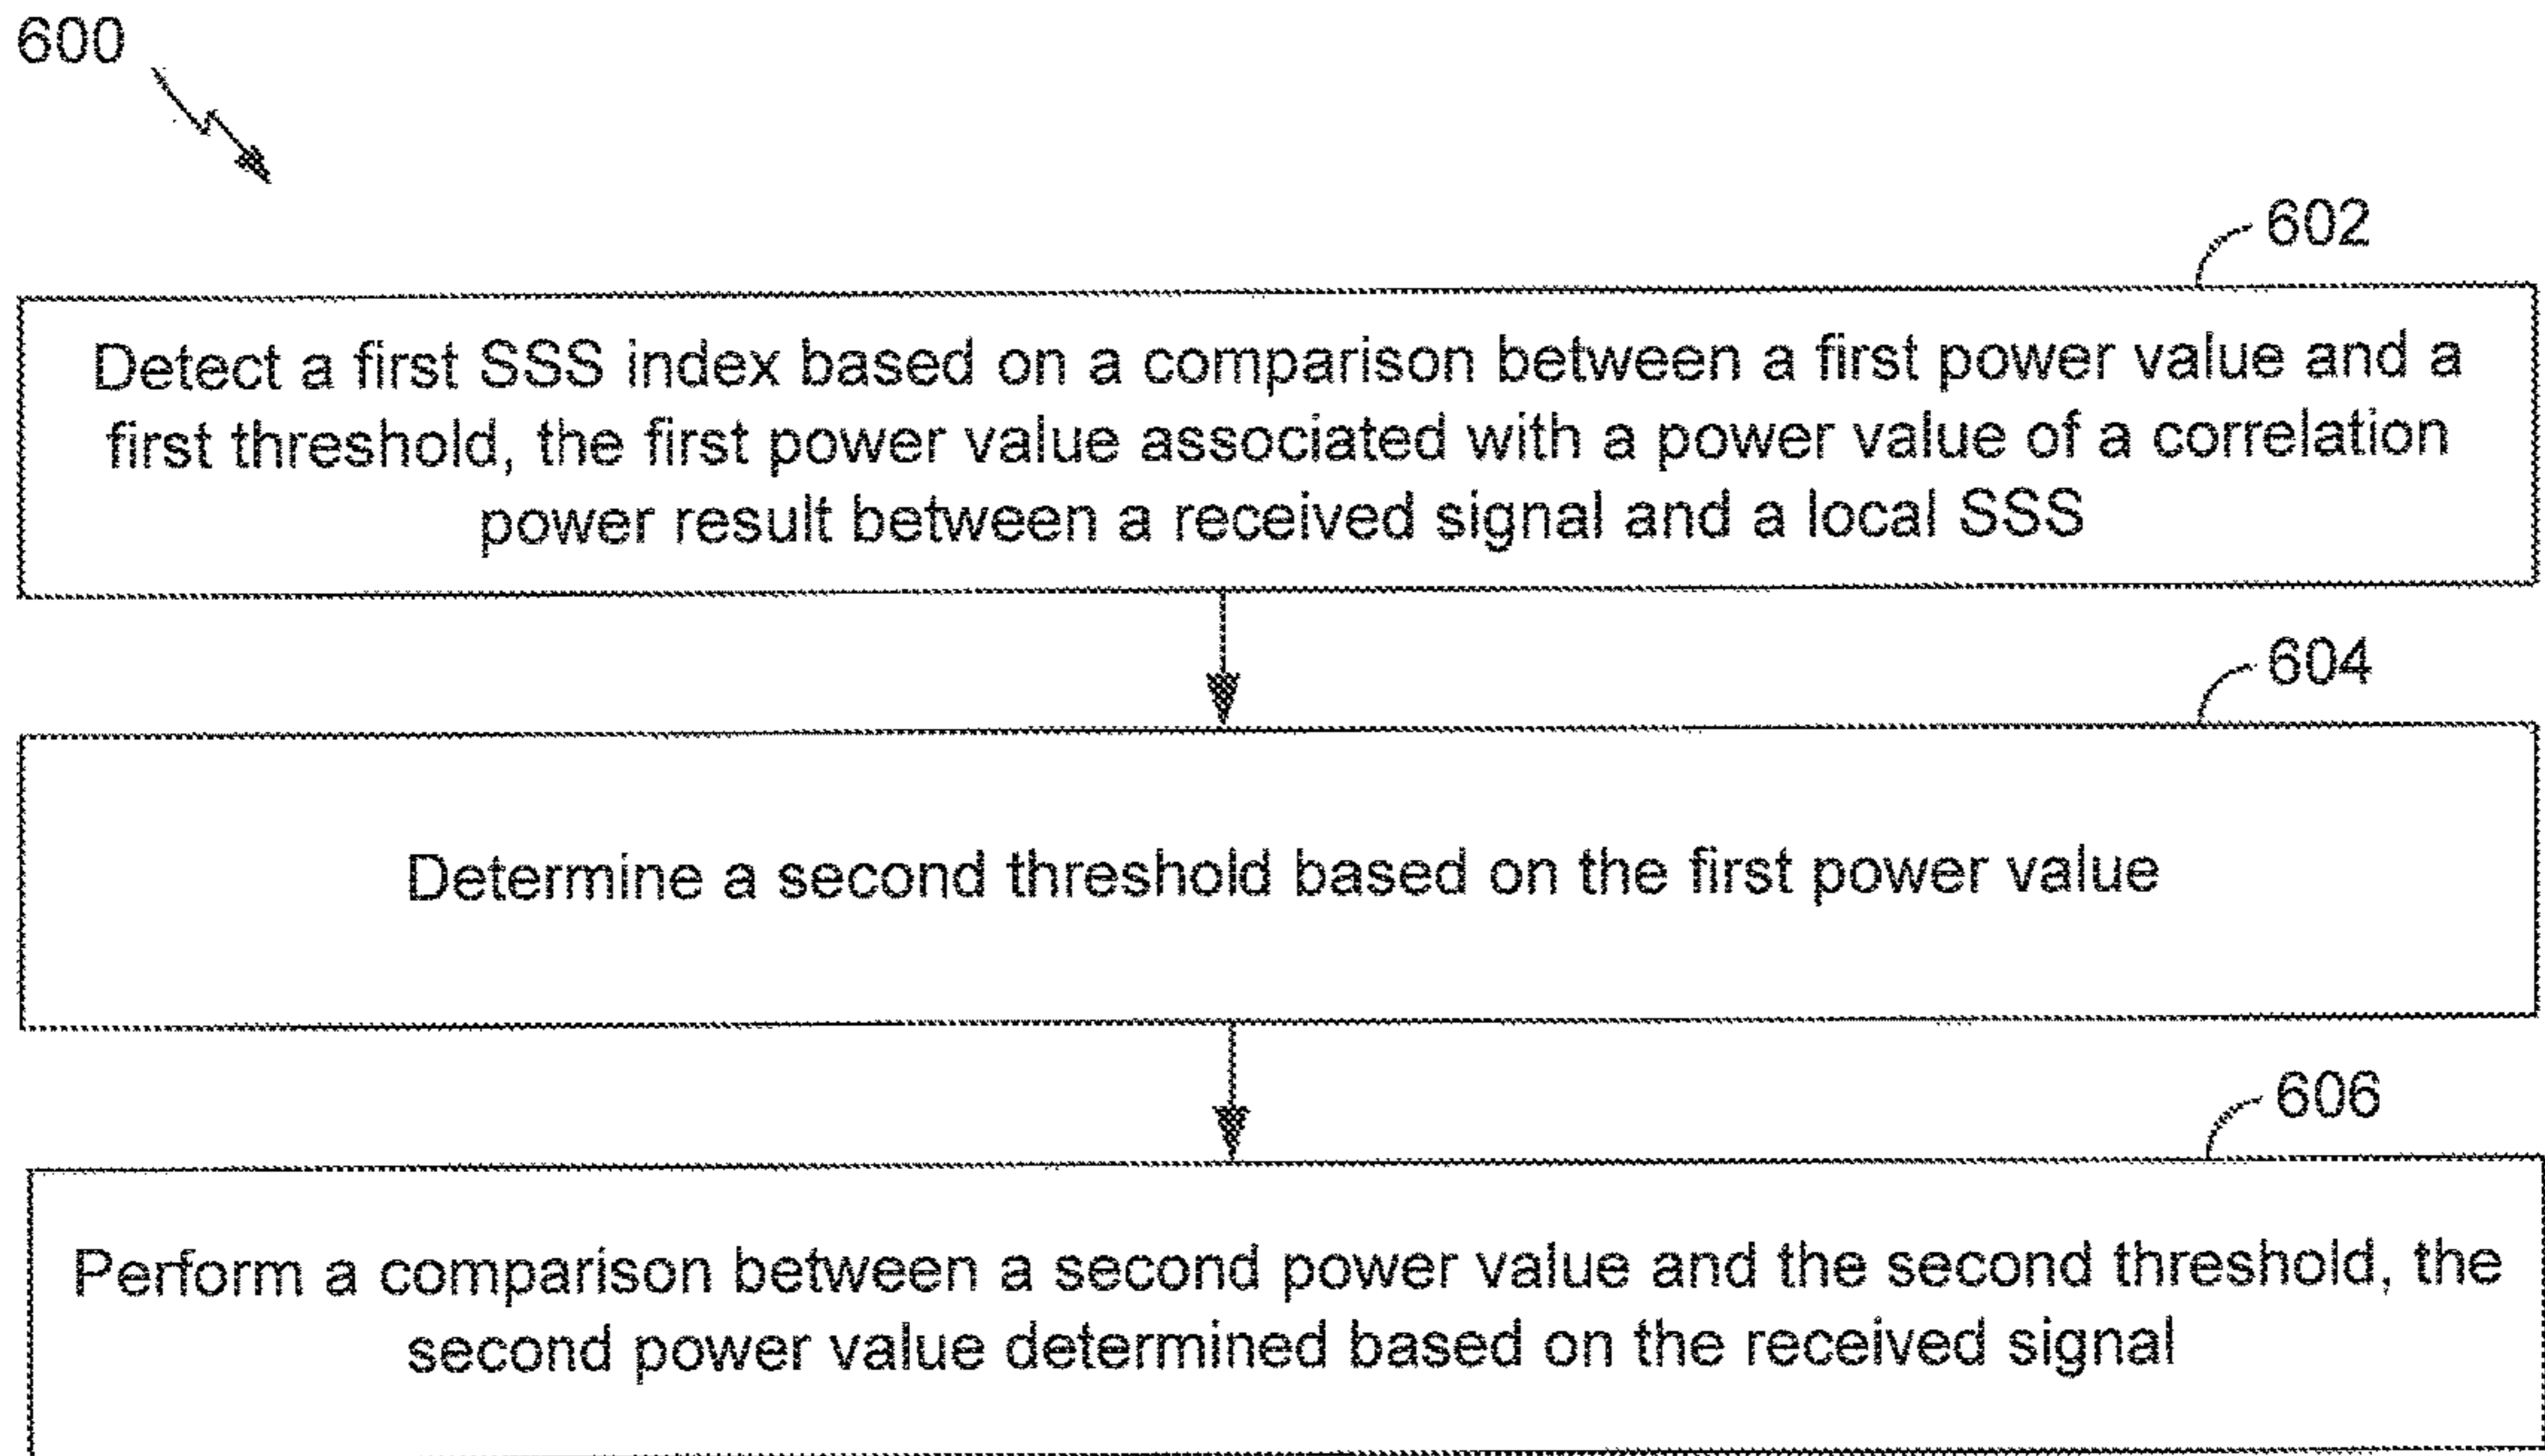 600
602
Detect a first SSS index based on a comparison between a first power value and a
first threshold, the first power value associated with a power value of a correlation
power result between a received signal and a local SSS
604
Determine a second threshold based on the first power value
606
Perform a comparison between a second power value and the second threshold, the
second power value determined based on the received signal